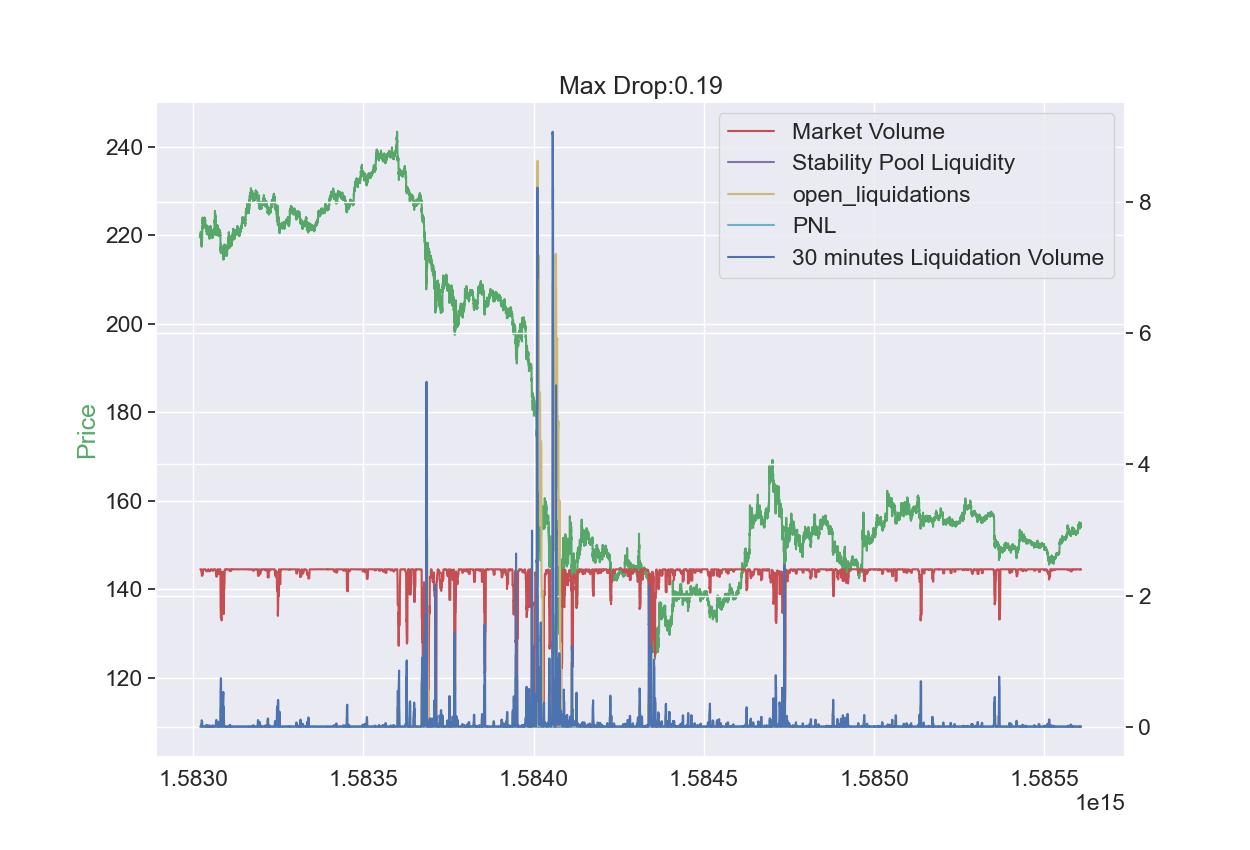 Max Drop:0.19
Market Volume
Stability Pool Liquidity
open_liquidations
PNL
30 minutes Liquidation Volume
Price
240
220
200
180
160
140
120
8
6
4
2
0
1.5830 1.5835 1.5840 1.5845 1.5850 1.5855
1e15